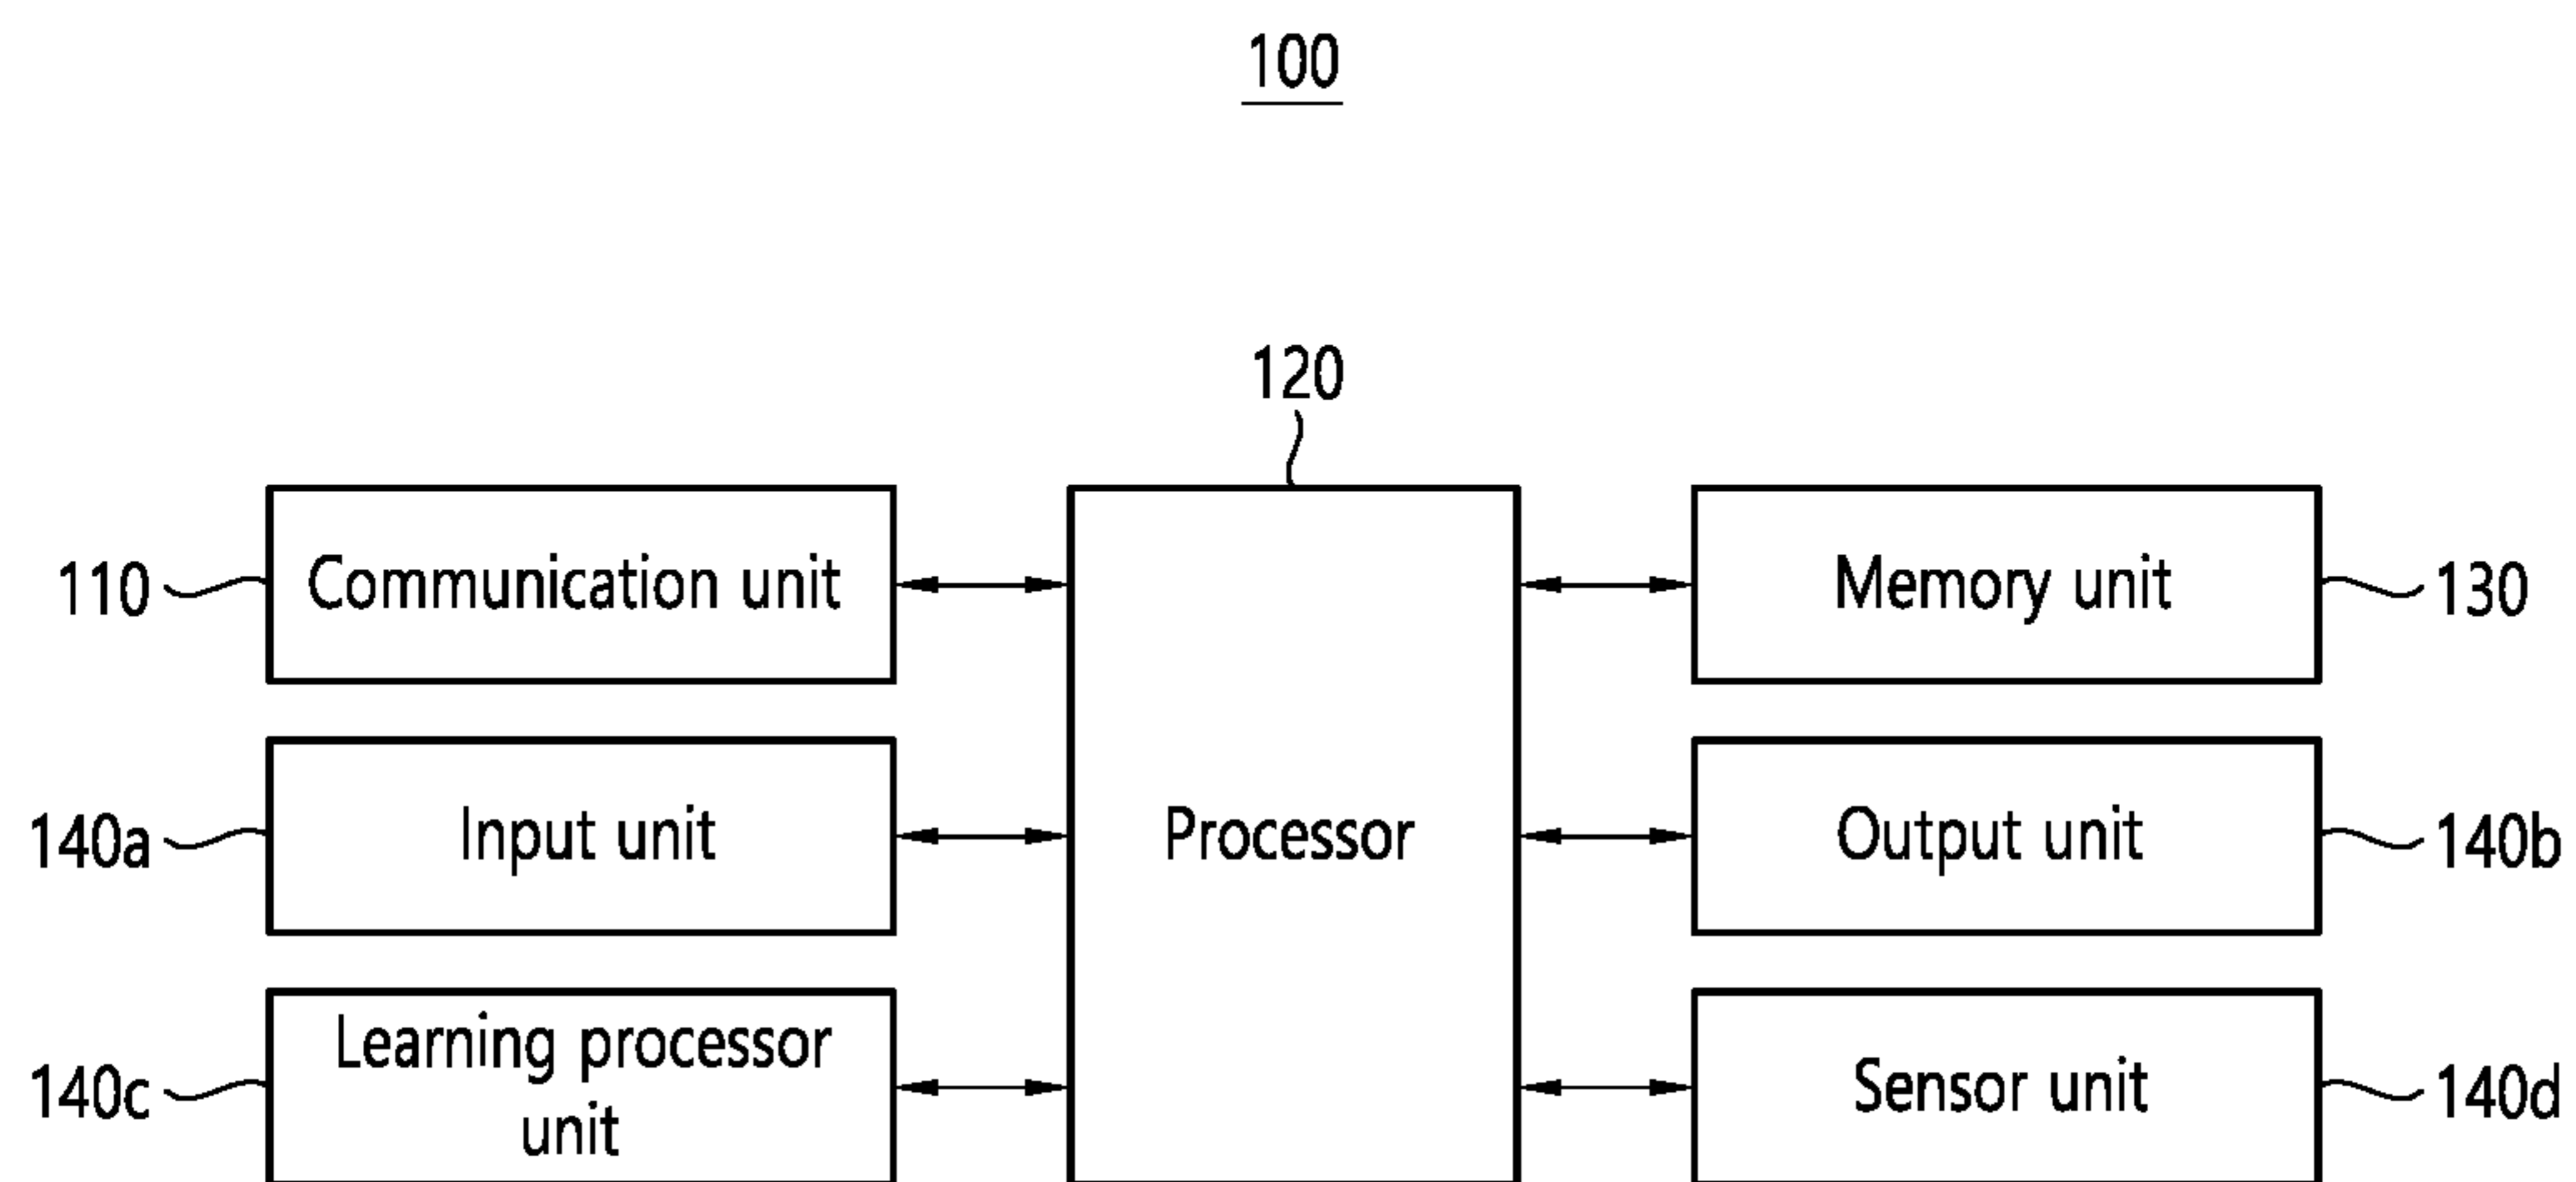 100
120
110
Communication unit
Memory unit
130
140a
Input unit
Processor
Output unit
140b
140c
Learning processor
unit
Sensor unit
140d